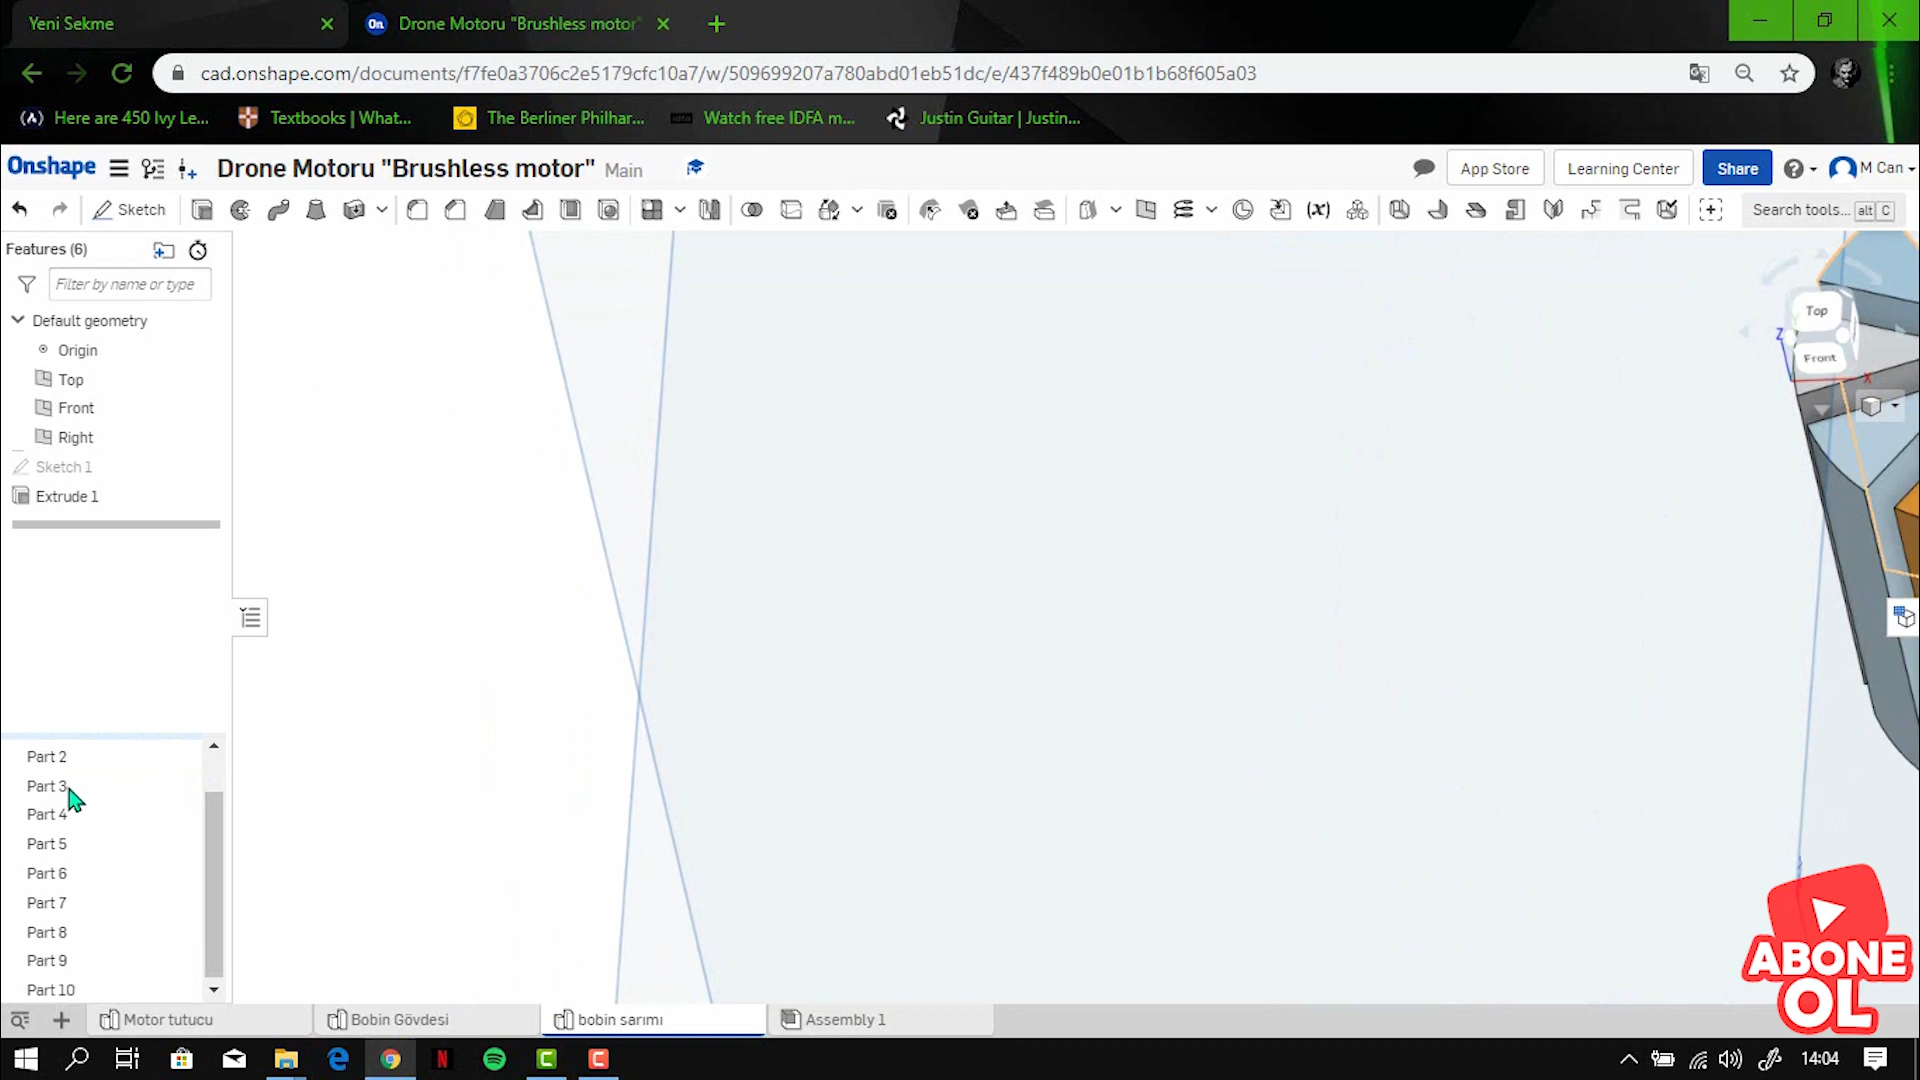 Yeni Sekme
On
Drone Motoru "Brushless motor"
cad.onshape.com/documents/f7fe0a3706c2e5179cfc10a7/w/509699207a780abd01eb51dc/e/437f489b0e01b1b68f605a03
Here are 450 Ivy Le...
Textbooks | What...
The Berliner Philhar...
Watch free IDFA m...
Justin Guitar | Justin...
Onshape
Drone Motoru "Brushless motor" Main
App Store
Learning Center
Share
M Can
Sketch
(x)
Search tools... alt C
Features (6)
Filter by name or type
Default geometry
Origin
Top
Front
Right
Sketch 1
Extrude 1
Top
Front
Z
X
Part 2
Part 3
Part 4
Part 5
Part 6
Part 7
Part 8
Part 9
Part 10
ABONE
OL
Motor tutucu
Bobin Gövdesi
bobin sarımı
Assembly 1
14:04